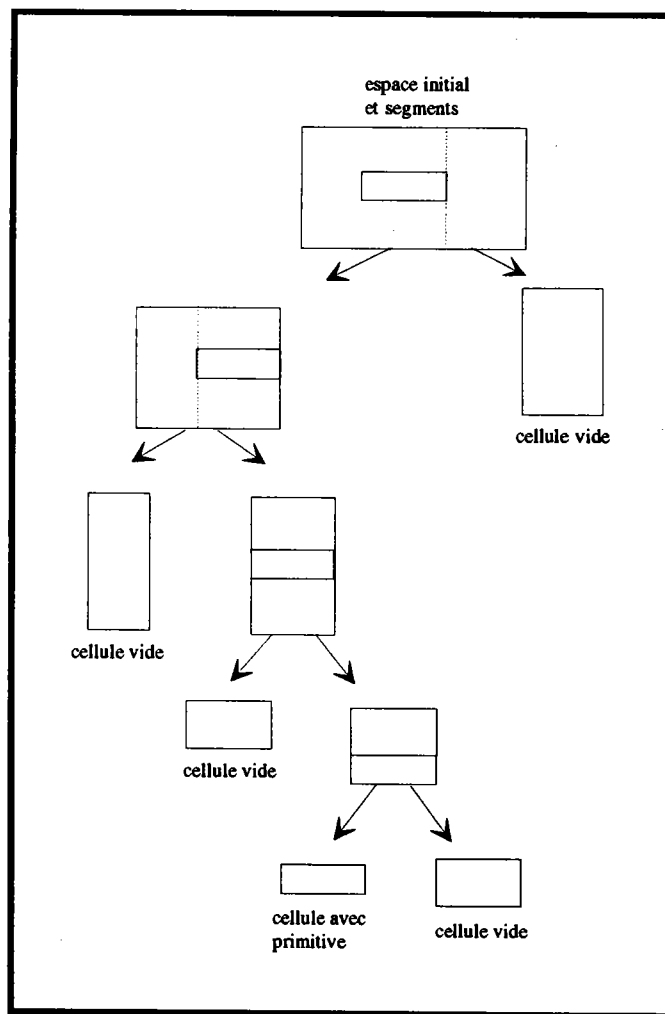 espace initial
et segments
cellule vide
cellule vide
cellule vide
cellule avec
primitive
cellule vide